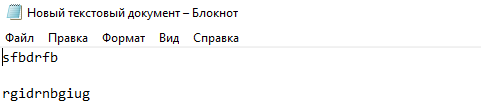 Новый текстовый документ – Блокнот
Файл Правка Формат Вид Справка
sfbdrfb
rgidrnbgiug